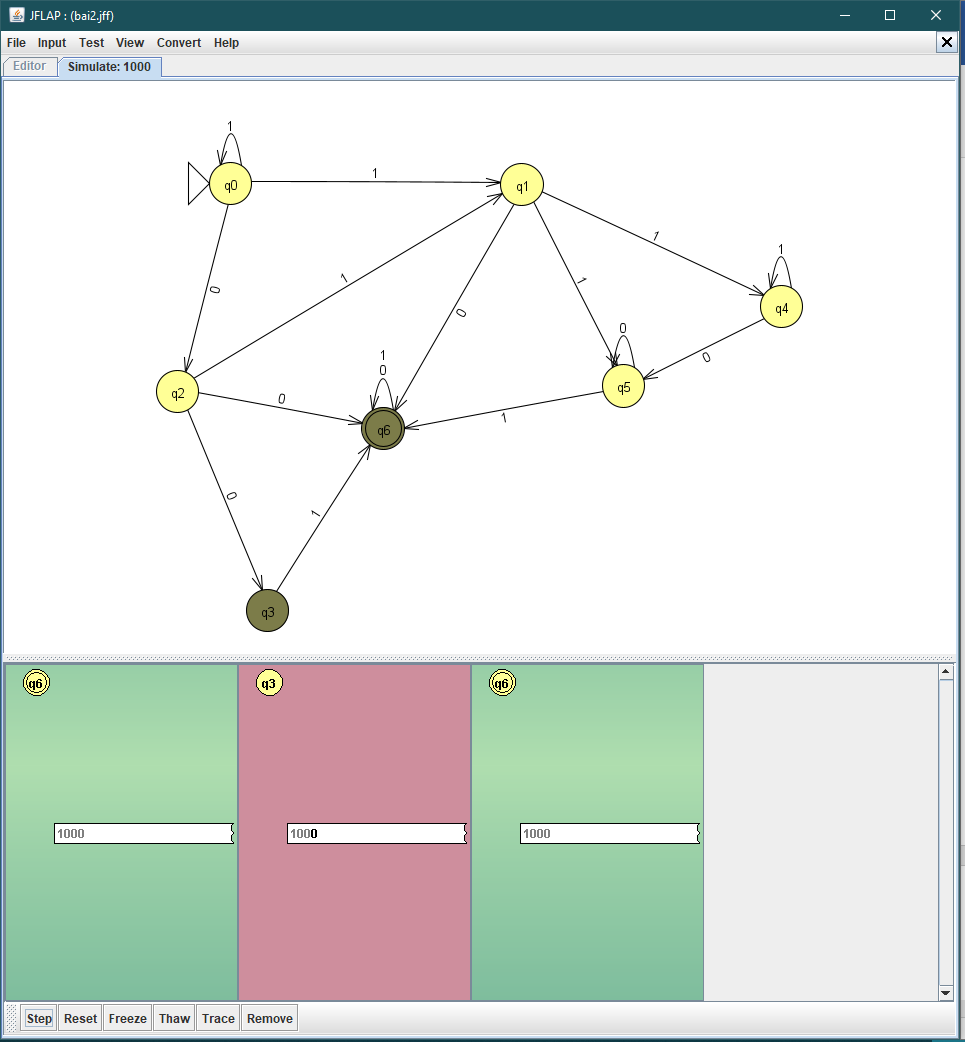 JFLAP : (bai2.jff)
File Input Test View Convert Help
Editor Simulate: 1000
1
q0
1
q1
1
1
q4
0
1
0
1
0
q5
0
1
0
1
0
q2
0
q6
1
0
1
q3
q6 q3 q6
1000 1000 1000
Step Reset Freeze Thaw Trace Remove